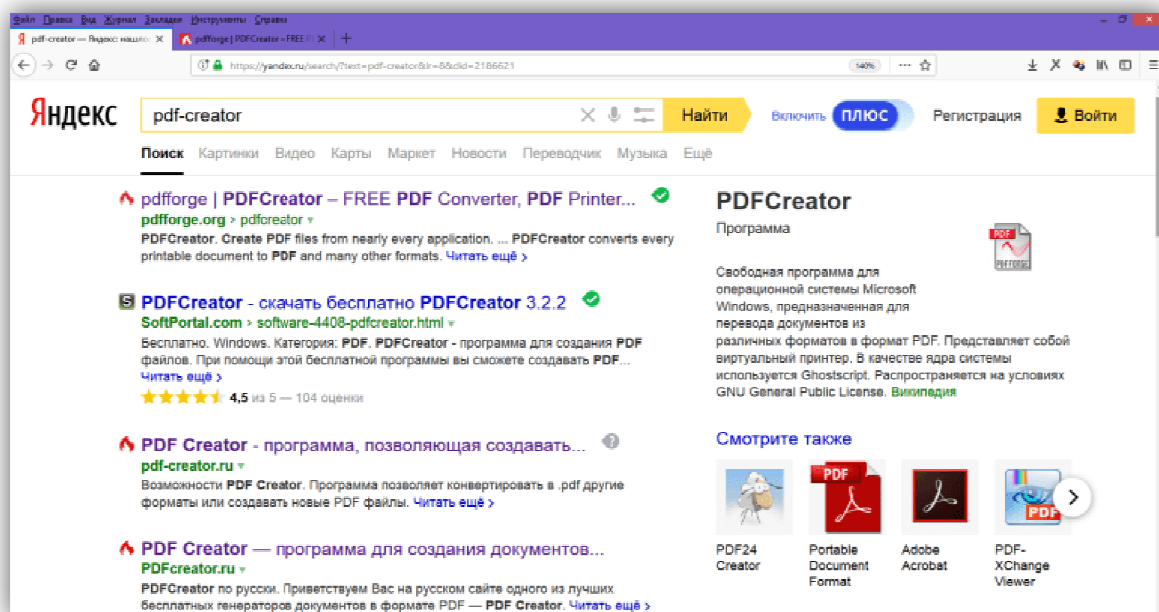 Файл Правка Вид Журнал Закладки Инструменты Справка
pdf-creator — Яндекс: нашлось
pdfforge | PDFCreator – FREE P
https://yandex.ru/search/?text=pdf-creator&lr=8&clid=2186621
140%
Яндекс
pdf-creator
Найти
Включить ПЛЮС
Регистрация
Войти
Поиск Картинки Видео Карты Маркет Новости Переводчик Музыка Ещё
pdfforge | PDFCreator – FREE PDF Converter, PDF Printer...
pdfforge.org › pdfcreator
PDFCreator. Create PDF files from nearly every application. ... PDFCreator converts every
printable document to PDF and many other formats. Читать ещё ›
S PDFCreator - скачать бесплатно PDFCreator 3.2.2
SoftPortal.com › software-4408-pdfcreator.html
Бесплатно. Windows. Категория: PDF. PDFCreator - программа для создания PDF
файлов. При помощи этой бесплатной программы вы сможете создавать PDF...
Читать ещё ›
4,5 из 5 — 104 оценки
PDF Creator - программа, позволяющая создавать...
pdf-creator.ru
Возможности PDF Creator. Программа позволяет конвертировать в .pdf другие
форматы или создавать новые PDF файлы. Читать ещё ›
PDF Creator — программа для создания документов...
PDFcreator.ru
PDFCreator по русски. Приветствуем Вас на русском сайте одного из лучших
бесплатных генераторов документов в формате PDF — PDF Creator. Читать ещё ›
PDFCreator
Программа
PDF
PDFFORGE
Свободная программа для
операционной системы Microsoft
Windows, предназначенная для
перевода документов из
различных форматов в формат PDF. Представляет собой
виртуальный принтер. В качестве ядра системы
используется Ghostscript. Распространяется на условиях
GNU General Public License. Википедия
Смотрите также
PDF
PDF
PDF24
Creator
Portable
Document
Format
Adobe
Acrobat
PDF-
XChange
Viewer